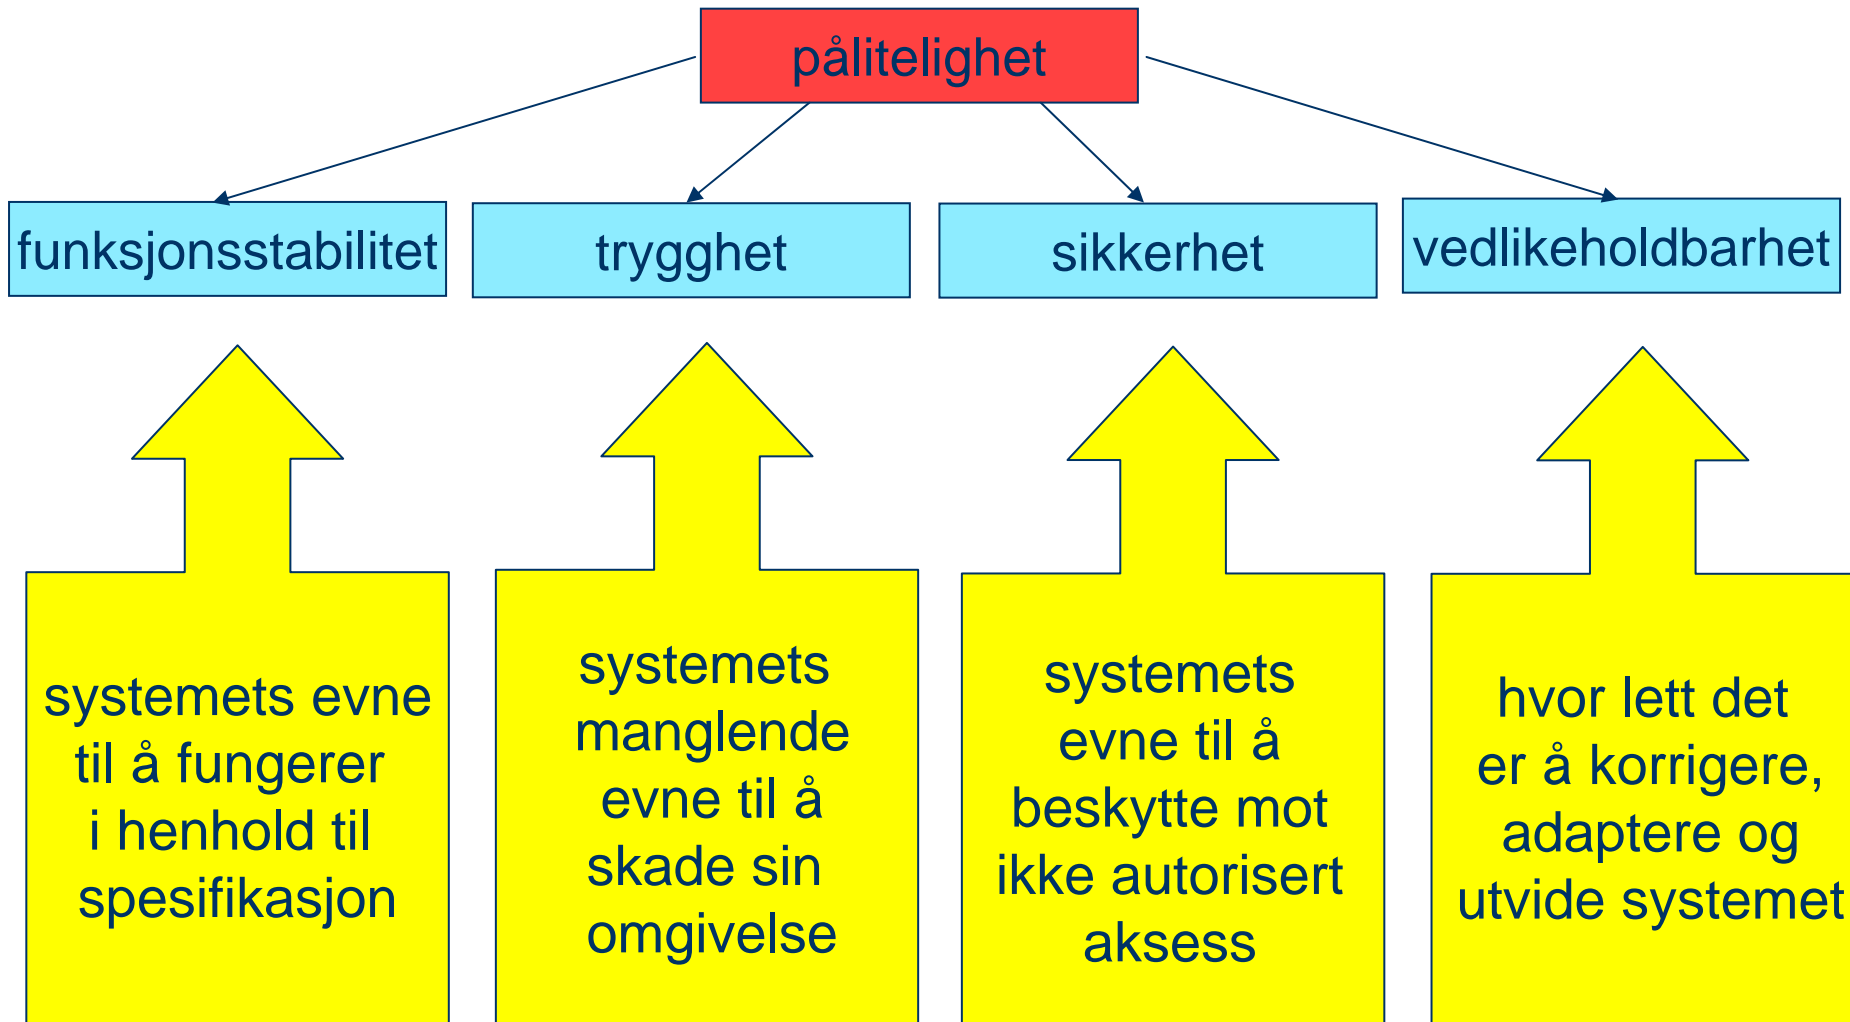 pålitelighet
funksjonsstabilitet
trygghet
sikkerhet
vedlikeholdbarhet
systemets evne
til å fungerer
i henhold til
spesifikasjon
systemets
manglende
evne til å
skade sin
omgivelse
systemets
evne til å
beskytte mot
ikke autorisert
aksess
hvor lett det
er å korrigere,
adaptere og
utvide systemet